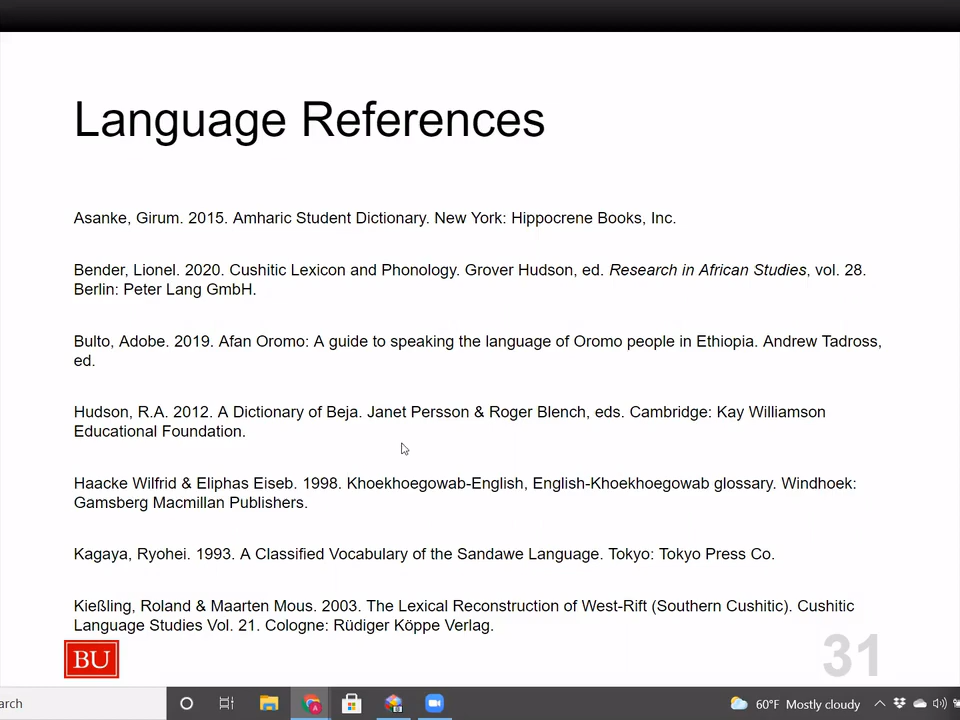 Language References
Asanke, Girum. 2015. Amharic Student Dictionary. New York: Hippocrene Books, Inc.
Bender, Lionel. 2020. Cushitic Lexicon and Phonology. Grover Hudson, ed. Research in African Studies, vol. 28.
Berlin: Peter Lang GmbH.
Bulto, Adobe. 2019. Afan Oromo: A guide to speaking the language of Oromo people in Ethiopia. Andrew Tadross,
ed.
Hudson, R.A. 2012. A Dictionary of Beja. Janet Persson & Roger Blench, eds. Cambridge: Kay Williamson
Educational Foundation.
Haacke Wilfrid & Eliphas Eiseb. 1998. Khoekhoegowab-English, English-Khoekhoegowab glossary. Windhoek:
Gamsberg Macmillan Publishers.
Kagaya, Ryohei. 1993. A Classified Vocabulary of the Sandawe Language. Tokyo: Tokyo Press Co.
Kießling, Roland & Maarten Mous. 2003. The Lexical Reconstruction of West-Rift (Southern Cushitic). Cushitic
Language Studies Vol. 21. Cologne: Rüdiger Köppe Verlag.
BU
31
arch
A
60°F Mostly cloudy